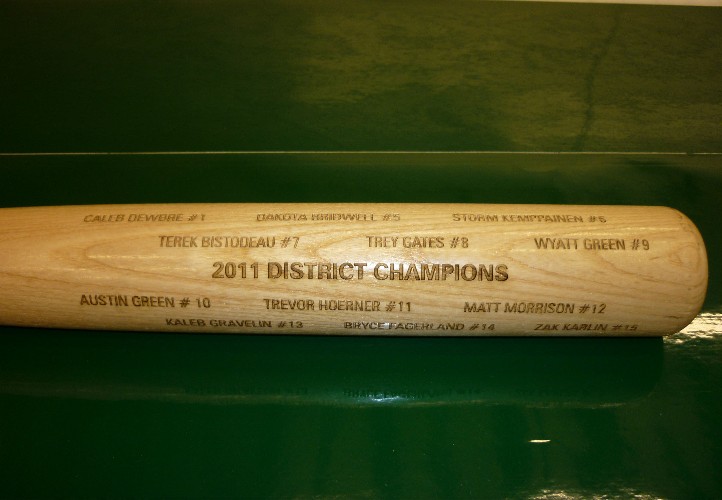 CALEB DEWDRE #1 DAKOTA BRIDWELL #5 STORM KEMPPAINEN #6
TEREK BISTODEAU #7 TREY GATES #8 WYATT GREEN #9
2011 DISTRICT CHAMPIONS
AUSTIN GREEN # 10 TREVOR HOERNER #11 MATT MORRISON #12
KALEB GRAVELIN #13 BRYCE FAGERLAND #14 ZAK KARLIN #15